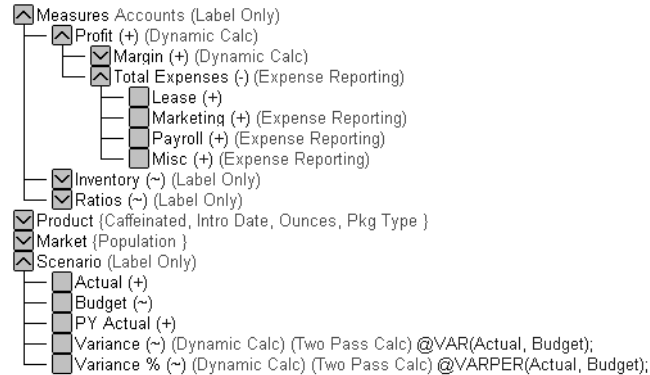 Measures Accounts (Label Only)
Profit (+) (Dynamic Calc)
Margin (+) (Dynamic Calc)
Total Expenses (-) (Expense Reporting)
Lease (+)
Marketing (+) (Expense Reporting)
Payroll (+) (Expense Reporting)
Misc (+) (Expense Reporting)
Inventory (~) (Label Only)
Ratios (~) (Label Only)
Product {Caffeinated, Intro Date, Ounces, Pkg Type }
Market {Population }
Scenario (Label Only)
Actual (+)
Budget (~)
PY Actual (+)
Variance (~) (Dynamic Calc) (Two Pass Calc) @VAR(Actual, Budget);
Variance % (~) (Dynamic Calc) (Two Pass Calc) @VARPER(Actual, Budget);